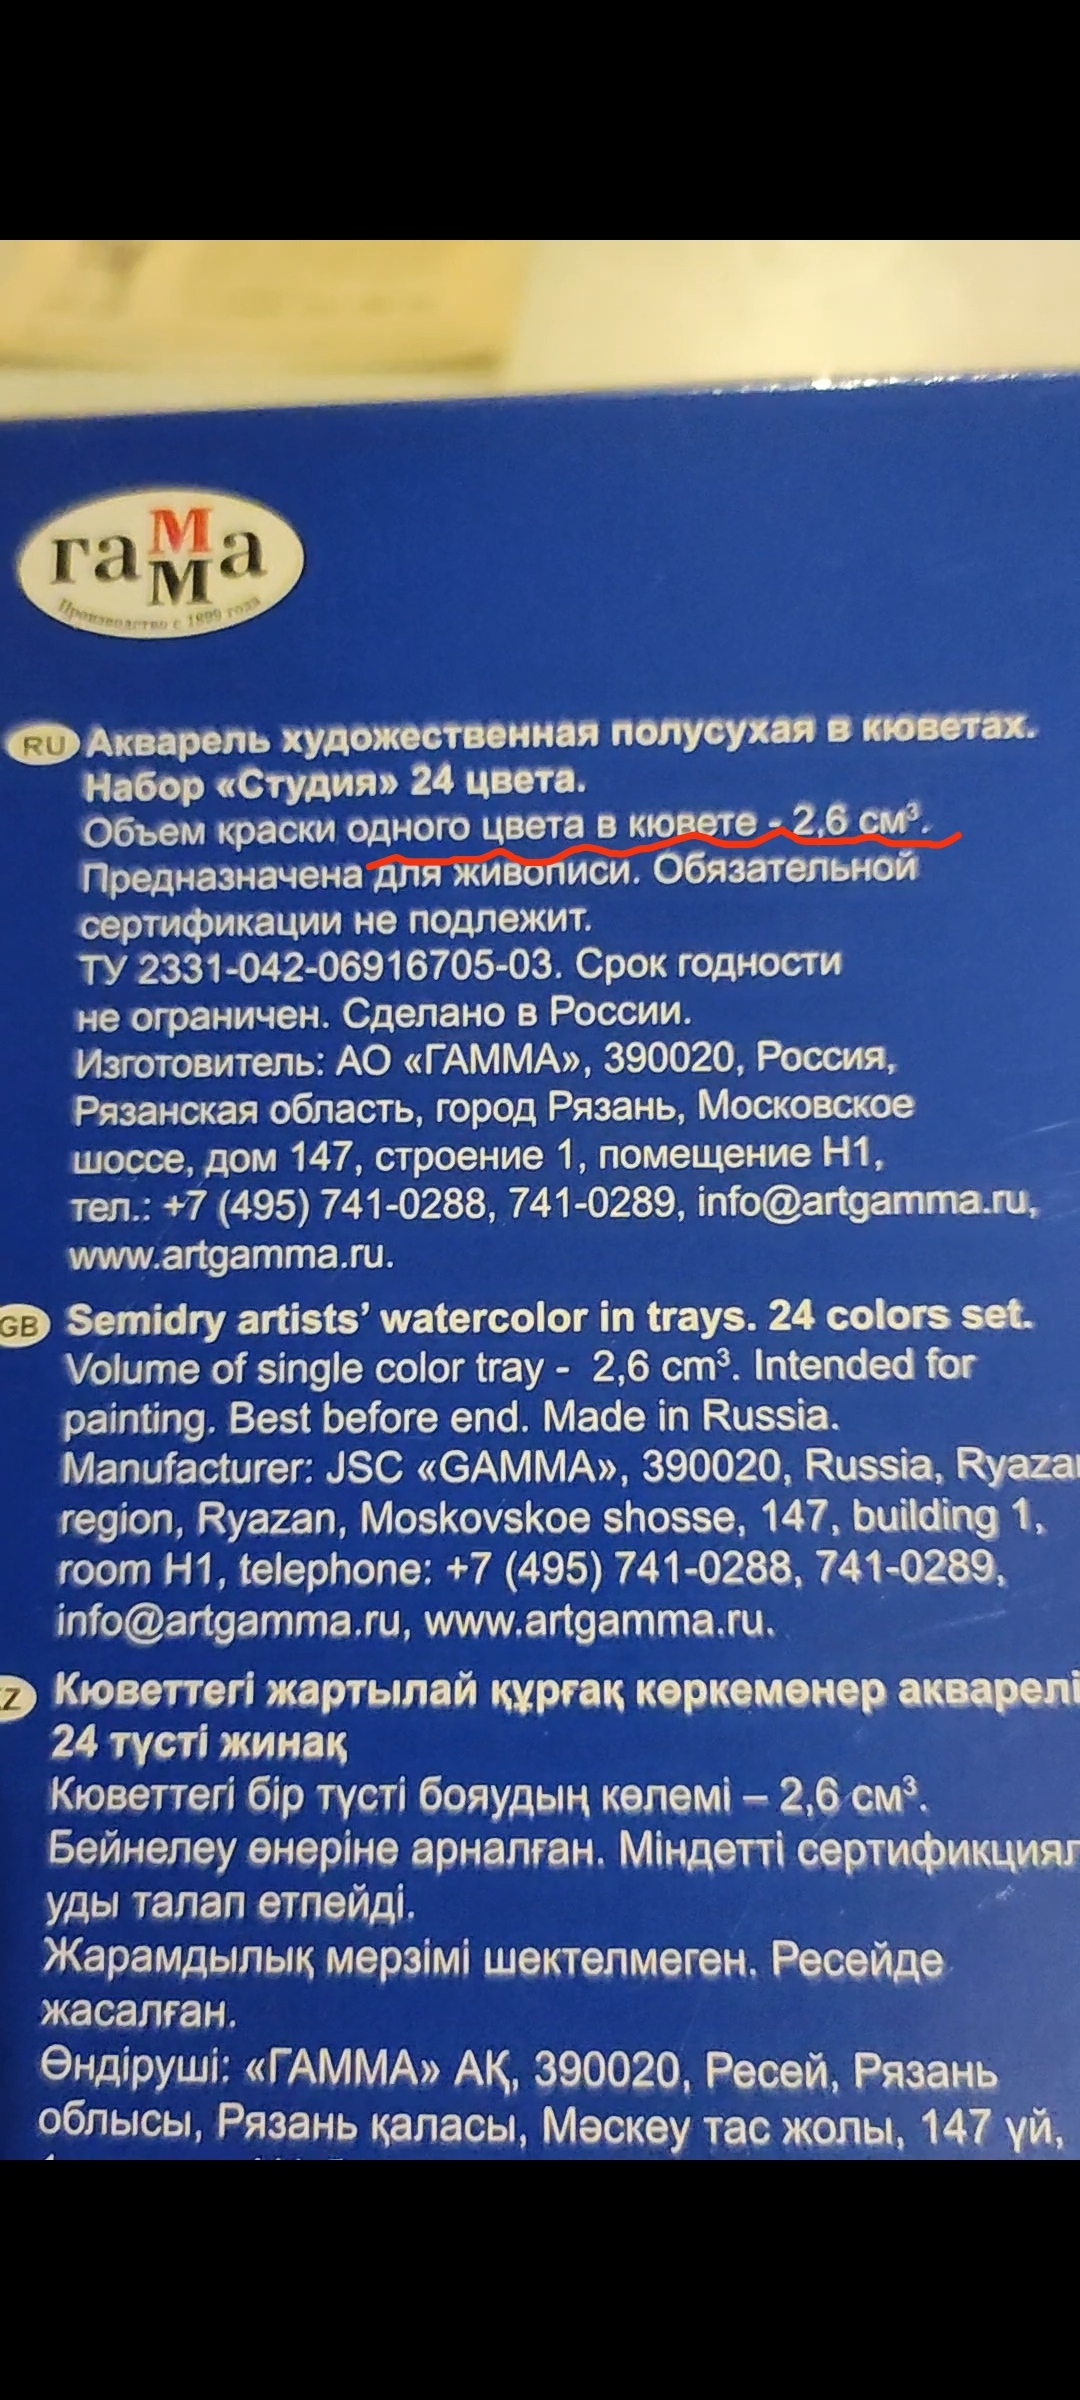 гамма
Производство с 1899 года
RU Акварель художественная полусухая в кюветах.
Набор «Студия» 24 цвета.
Объем краски одного цвета в кювете - 2,6 см³.
Предназначена для живописи. Обязательной
сертификации не подлежит.
ТУ 2331-042-06916705-03. Срок годности
не ограничен. Сделано в России.
Изготовитель: АО «ГАММА», 390020, Россия,
Рязанская область, город Рязань, Московское
шоссе, дом 147, строение 1, помещение Н1,
тел.: +7 (495) 741-0288, 741-0289, info@artgamma.ru,
www.artgamma.ru.
GB Semidry artists’ watercolor in trays. 24 colors set.
Volume of single color tray - 2,6 cm³. Intended for
painting. Best before end. Made in Russia.
Manufacturer: JSC «GAMMA», 390020, Russia, Ryazan
region, Ryazan, Moskovskoe shosse, 147, building 1,
room H1, telephone: +7 (495) 741-0288, 741-0289,
info@artgamma.ru, www.artgamma.ru.
KZ Кюветтегі жартылай құрғақ көркемөнер акварелі
24 түсті жинақ
Кюветтегі бір түсті бояудың көлемі – 2,6 см³.
Бейнелеу өнеріне арналған. Міндетті сертификциял
уды талап етпейді.
Жарамдылық мерзімі шектелмеген. Ресейде
жасалған.
Өндіруші: «ГАММА» АҚ, 390020, Ресей, Рязань
облысы, Рязань қаласы, Мәскеу тас жолы, 147 үй,